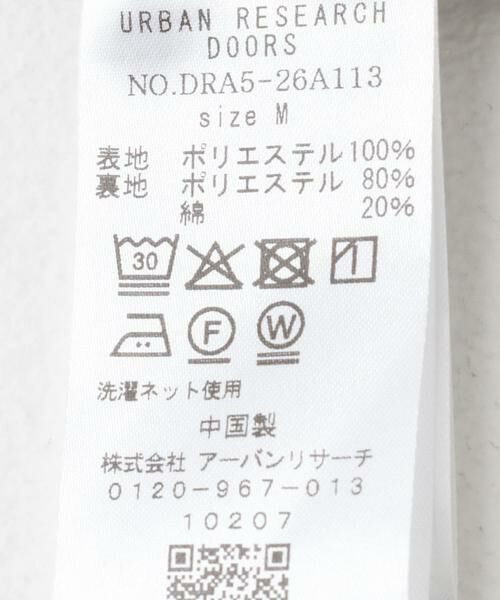 URBAN RESEARCH
DOORS
NO.DRA5-26A113
size M
表地 ポリエステル100%
裏地 ポリエステル 80%
綿 20%
30
F W
洗濯ネット使用
中国製
株式会社 アーバンリサーチ
0120-967-013
10207